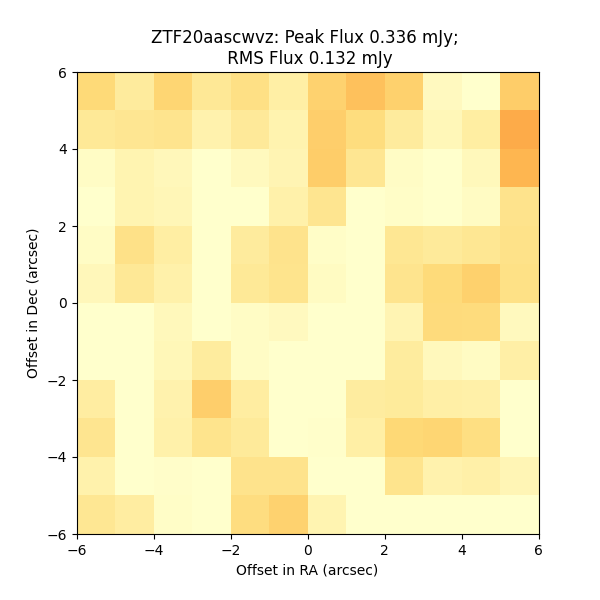 ZTF20aascwvz: Peak Flux 0.336 mJy;
RMS Flux 0.132 mJy
6
4
2
0
−2
−4
−6
Offset in Dec (arcsec)
−6 −4 −2 0 2 4 6
Offset in RA (arcsec)